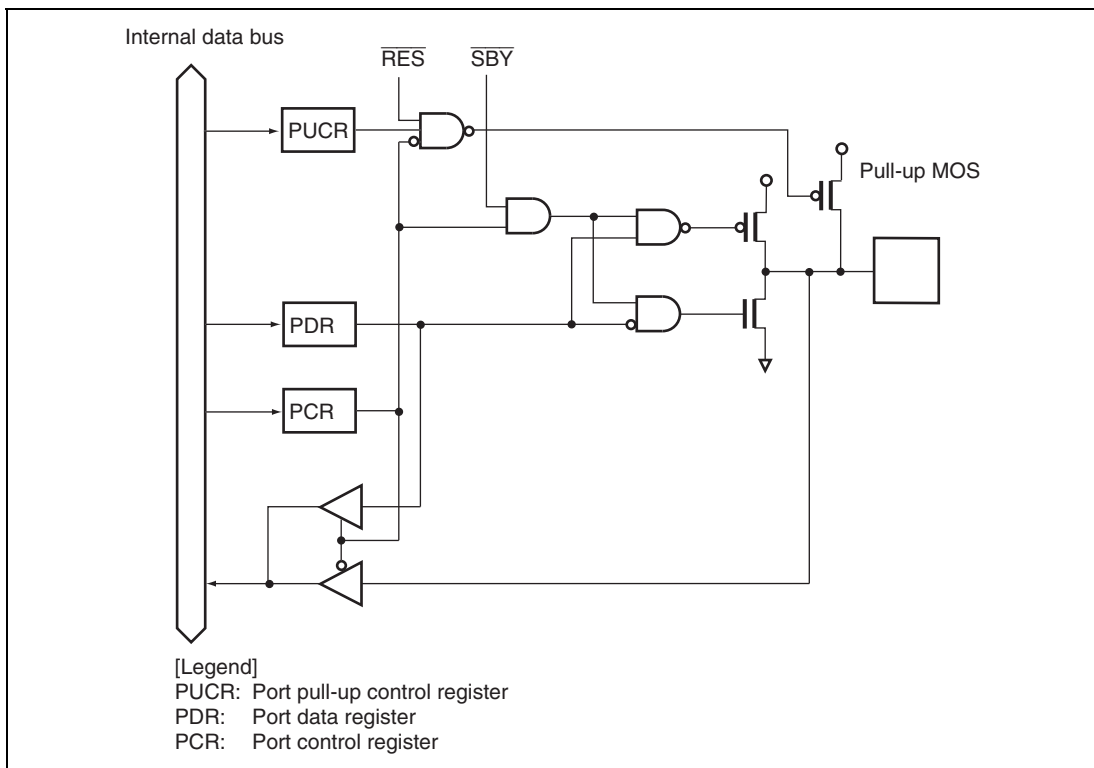 Internal data bus
RES
SBY
PUCR
Pull-up MOS
PDR
PCR
[Legend]
PUCR: Port pull-up control register
PDR: Port data register
PCR: Port control register